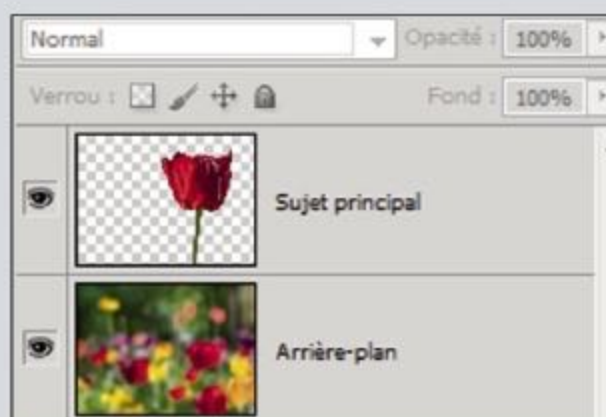 Normal Opacité : 100%
Verrou : Fond : 100%
Sujet principal
Arrière-plan